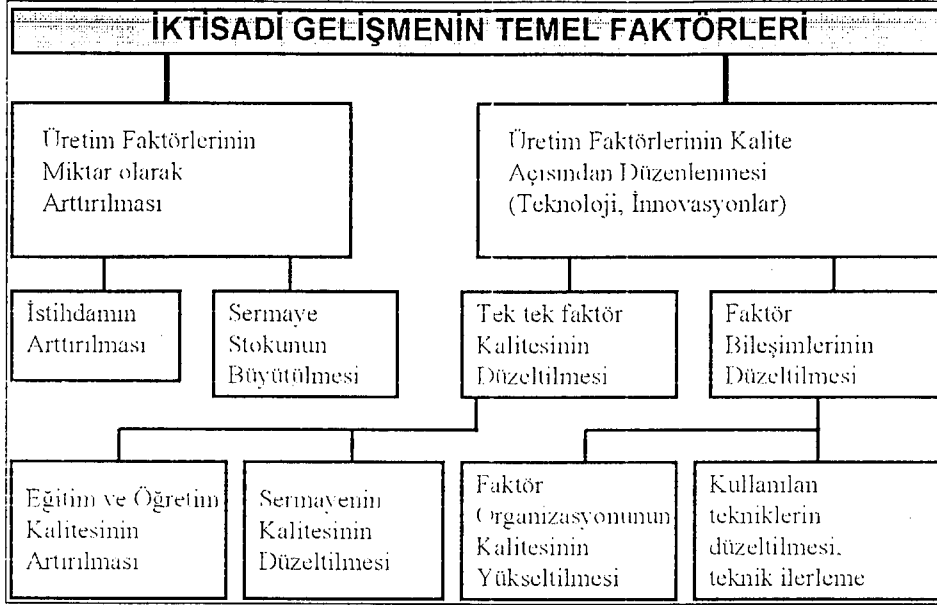 İKTİSADİ GELİŞMENİN TEMEL FAKTÖRLERİ
Üretim Faktörlerinin
Miktar olarak
Arttırılması
Üretim Faktörlerinin Kalite
Açısından Düzenlenmesi
(Teknoloji, İnnovasyonlar)
İstihdamın
Arttırılması
Sermaye
Stokunun
Büyütülmesi
Tek tek faktör
Kalitesinin
Düzeltilmesi
Faktör
Bileşimlerinin
Düzeltilmesi
Eğitim ve Öğretim
Kalitesinin
Artırılması
Sermayenin
Kalitesinin
Düzeltilmesi
Faktör
Organizasyonunun
Kalitesinin
Yükseltilmesi
Kullanılan
tekniklerin
düzeltilmesi,
teknik ilerleme